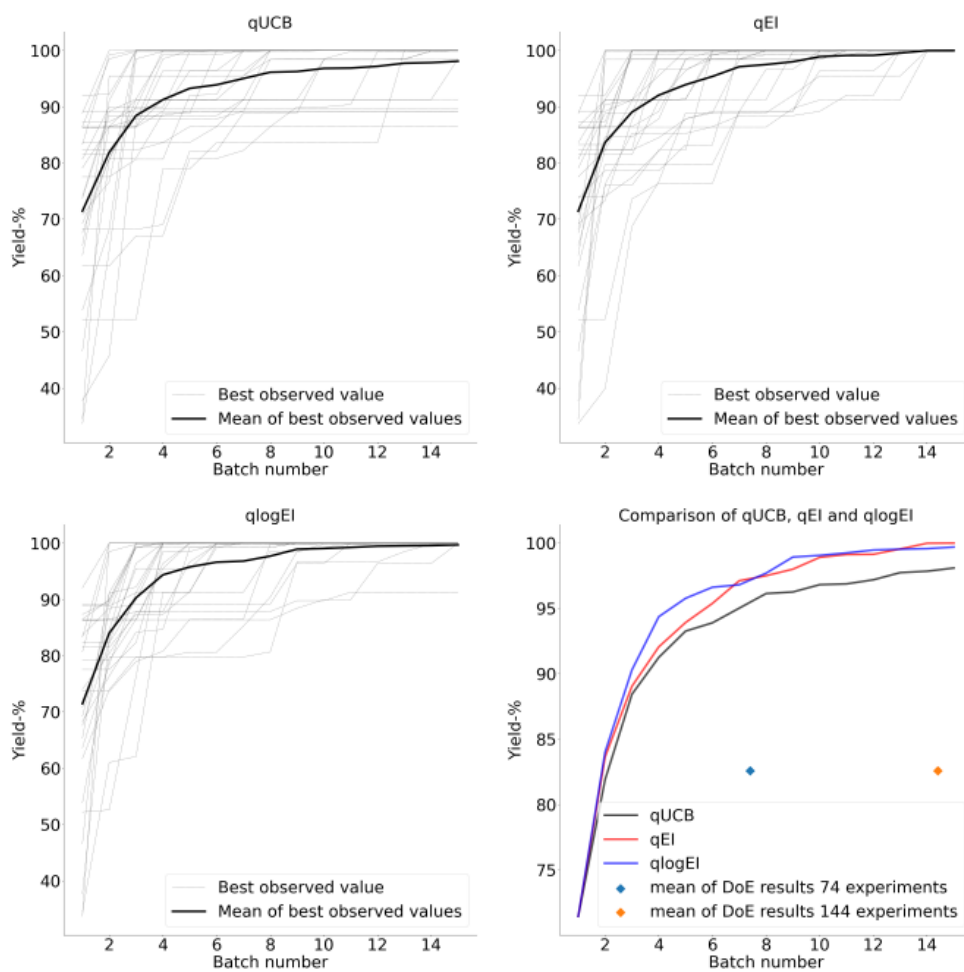 qUCB
100
90
80
70
60
50
40
Yield-%
Best observed value
Mean of best observed values
2 4 6 8 10 12 14
Batch number
qEI
100
90
80
70
60
50
40
Yield-%
Best observed value
Mean of best observed values
2 4 6 8 10 12 14
Batch number
qlogEI
100
90
80
70
60
50
40
Yield-%
Best observed value
Mean of best observed values
2 4 6 8 10 12 14
Batch number
Comparison of qUCB, qEI and qlogEI
100
95
90
85
80
75
Yield-%
qUCB
qEI
qlogEI
mean of DoE results 74 experiments
mean of DoE results 144 experiments
2 4 6 8 10 12 14
Batch number